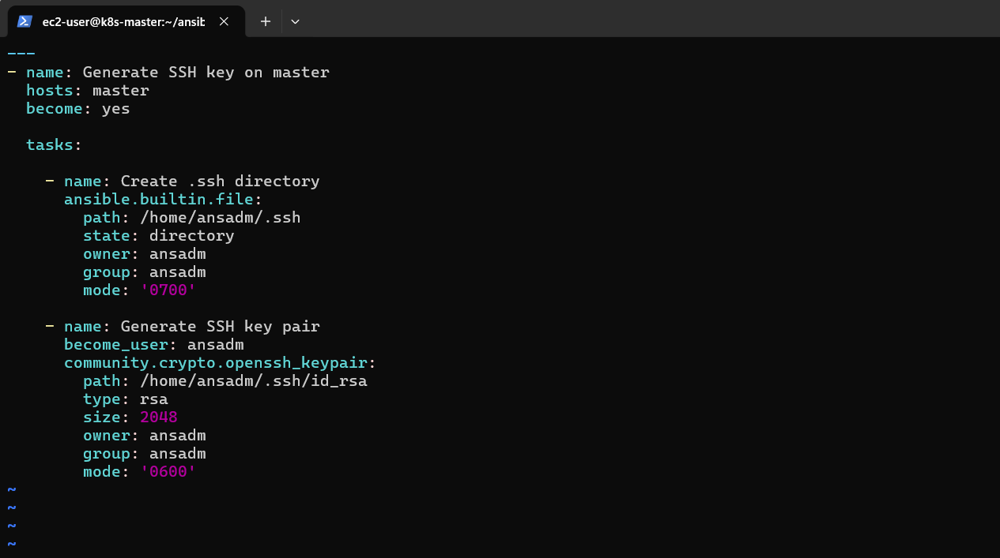 ec2-user@k8s-master:~/ansib
---
- name: Generate SSH key on master
  hosts: master
  become: yes

  tasks:

    - name: Create .ssh directory
      ansible.builtin.file:
        path: /home/ansadm/.ssh
        state: directory
        owner: ansadm
        group: ansadm
        mode: '0700'

    - name: Generate SSH key pair
      become_user: ansadm
      community.crypto.openssh_keypair:
        path: /home/ansadm/.ssh/id_rsa
        type: rsa
        size: 2048
        owner: ansadm
        group: ansadm
        mode: '0600'
~
~
~
~